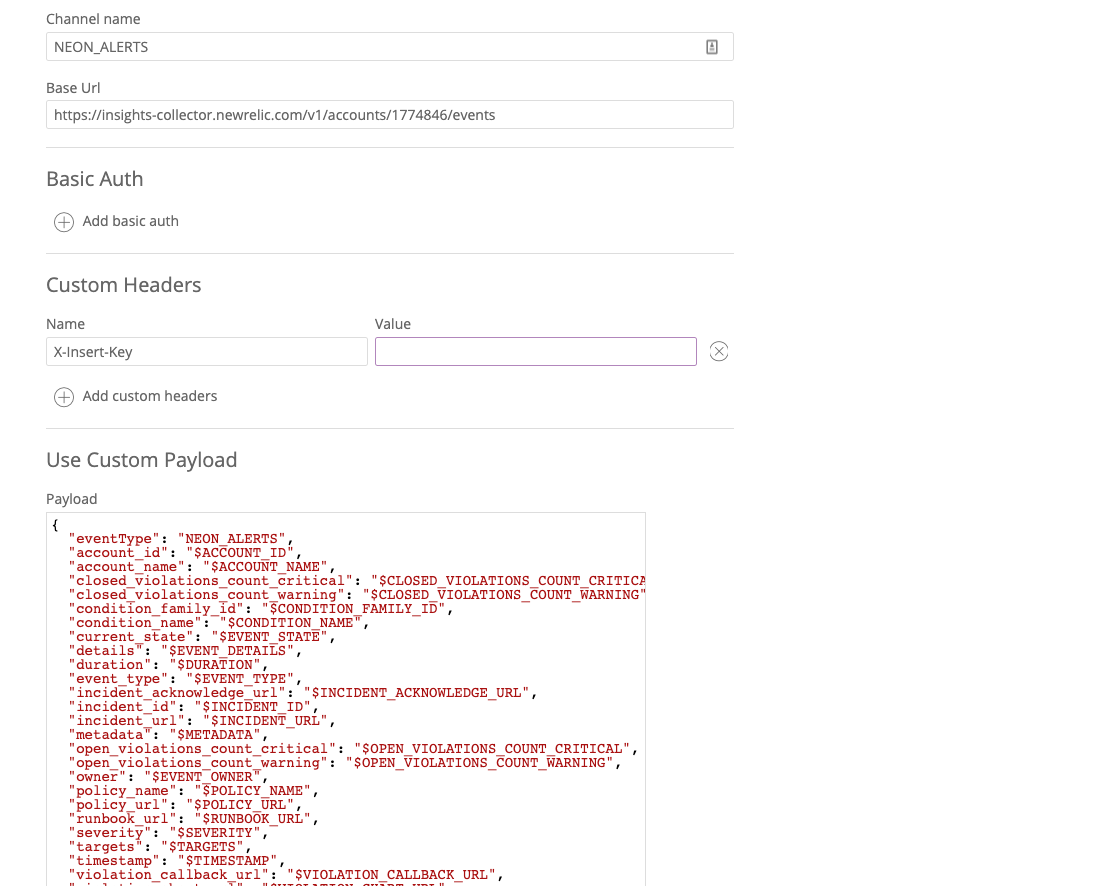 Channel name
NEON_ALERTS
Base Url
https://insights-collector.newrelic.com/v1/accounts/1774846/events
Basic Auth
Add basic auth
Custom Headers
Name Value
X-Insert-Key
Add custom headers
Use Custom Payload
Payload
{
"eventType": "NEON_ALERTS",
"account_id": "$ACCOUNT_ID",
"account_name": "$ACCOUNT_NAME",
"closed_violations_count_critical": "$CLOSED_VIOLATIONS_COUNT_CRITICA
"closed_violations_count_warning": "$CLOSED_VIOLATIONS_COUNT_WARNING"
"condition_family_id": "$CONDITION_FAMILY_ID",
"condition_name": "$CONDITION_NAME",
"current_state": "$EVENT_STATE",
"details": "$EVENT_DETAILS",
"duration": "$DURATION",
"event_type": "$EVENT_TYPE",
"incident_acknowledge_url": "$INCIDENT_ACKNOWLEDGE_URL",
"incident_id": "$INCIDENT_ID",
"incident_url": "$INCIDENT_URL",
"metadata": "$METADATA",
"open_violations_count_critical": "$OPEN_VIOLATIONS_COUNT_CRITICAL",
"open_violations_count_warning": "$OPEN_VIOLATIONS_COUNT_WARNING",
"owner": "$EVENT_OWNER",
"policy_name": "$POLICY_NAME",
"policy_url": "$POLICY_URL",
"runbook_url": "$RUNBOOK_URL",
"severity": "$SEVERITY",
"targets": "$TARGETS",
"timestamp": "$TIMESTAMP",
"violation_callback_url": "$VIOLATION_CALLBACK_URL",